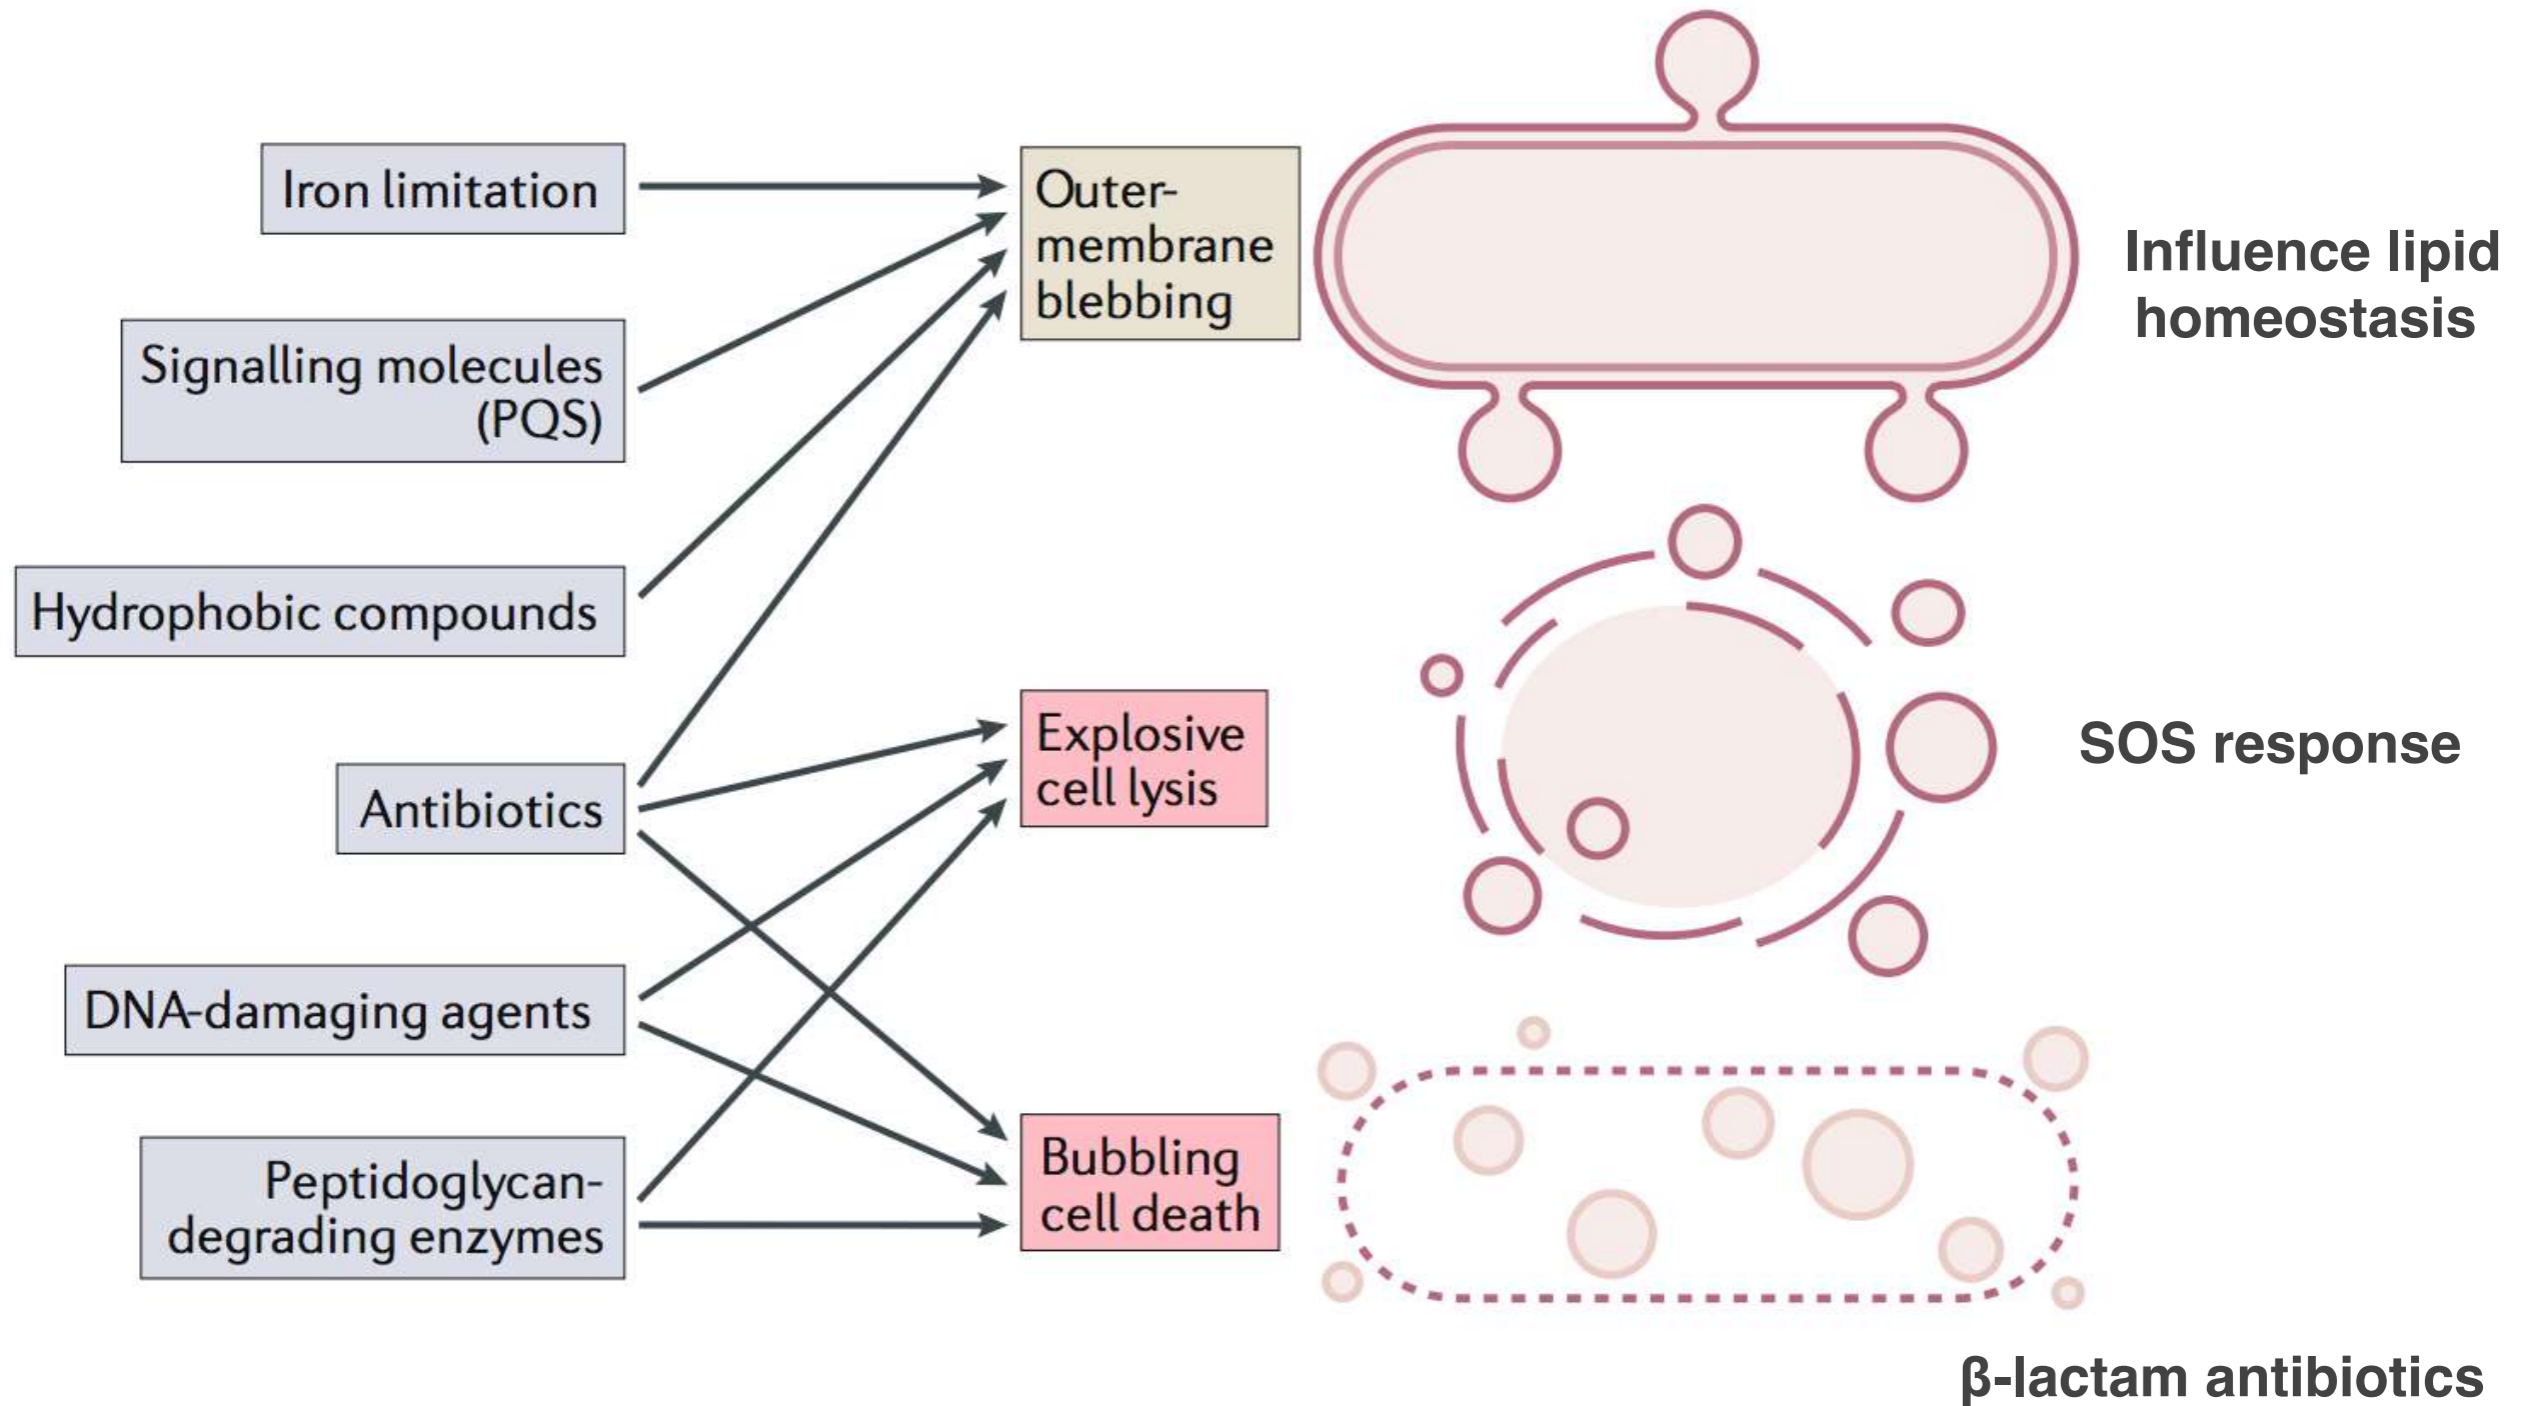 Iron limitation
Signalling molecules
(PQS)
Hydrophobic compounds
Antibiotics
DNA-damaging agents
Peptidoglycan-
degrading enzymes
Outer-
membrane
blebbing
Explosive
cell lysis
Bubbling
cell death
Influence lipid
homeostasis
SOS response
β-lactam antibiotics